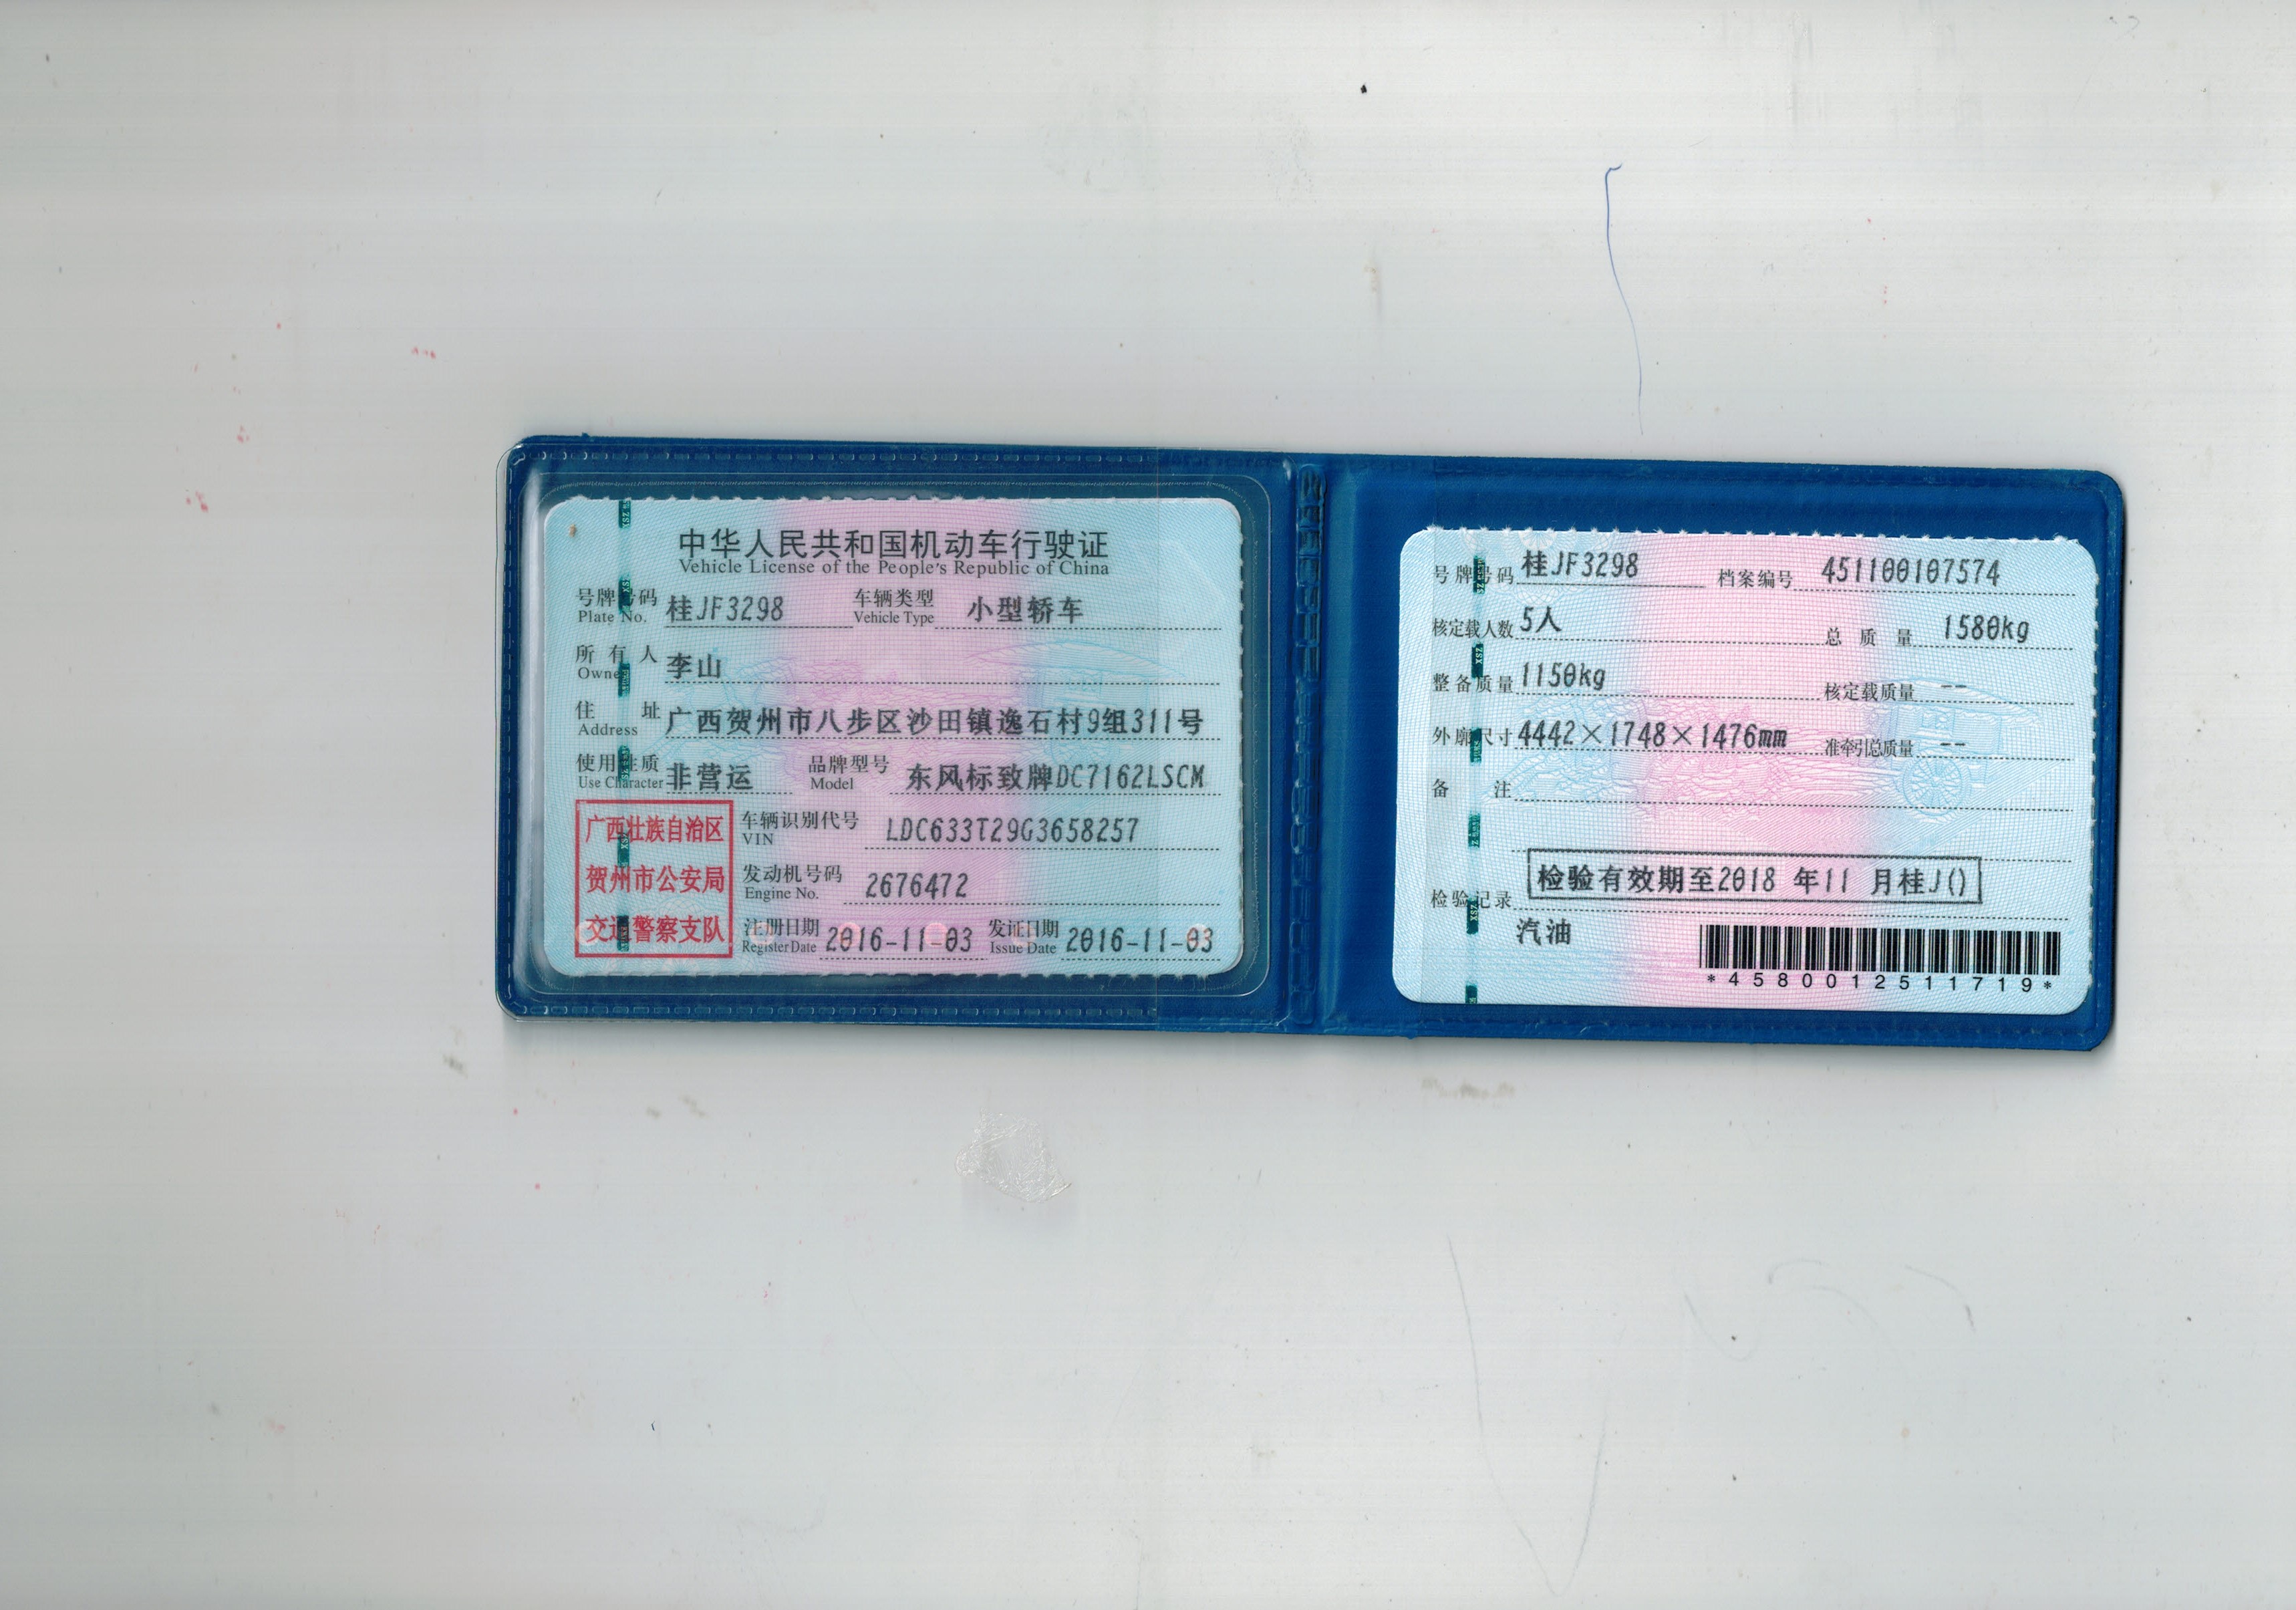 中华人民共和国机动车行驶证
Vehicle License of the People's Republic of China
号牌号码 桂JF3298 车辆类型 小型轿车
Plate No. Vehicle Type
所有人 李山
Owner
住址 广西贺州市八步区沙田镇逸石村9组311号
Address
使用性质 非营运 品牌型号 东风标致牌DC7162LSCM
Use Character Model
广西壮族自治区
贺州市公安局
交通警察支队
车辆识别代号 LDC633T29G3658257
VIN
发动机号码 2676472
Engine No.
注册日期 2016-11-03 发证日期 2016-11-03
Register Date Issue Date
号牌号码 桂JF3298 档案编号 451100107574
核定载人数 5人 总质量 1580kg
整备质量 1150kg 核定载质量 --
外廓尺寸 4442×1748×1476mm 准牵引总质量 --
备注
检验记录 检验有效期至2018 年11 月桂J()
汽油
*4580012511719*